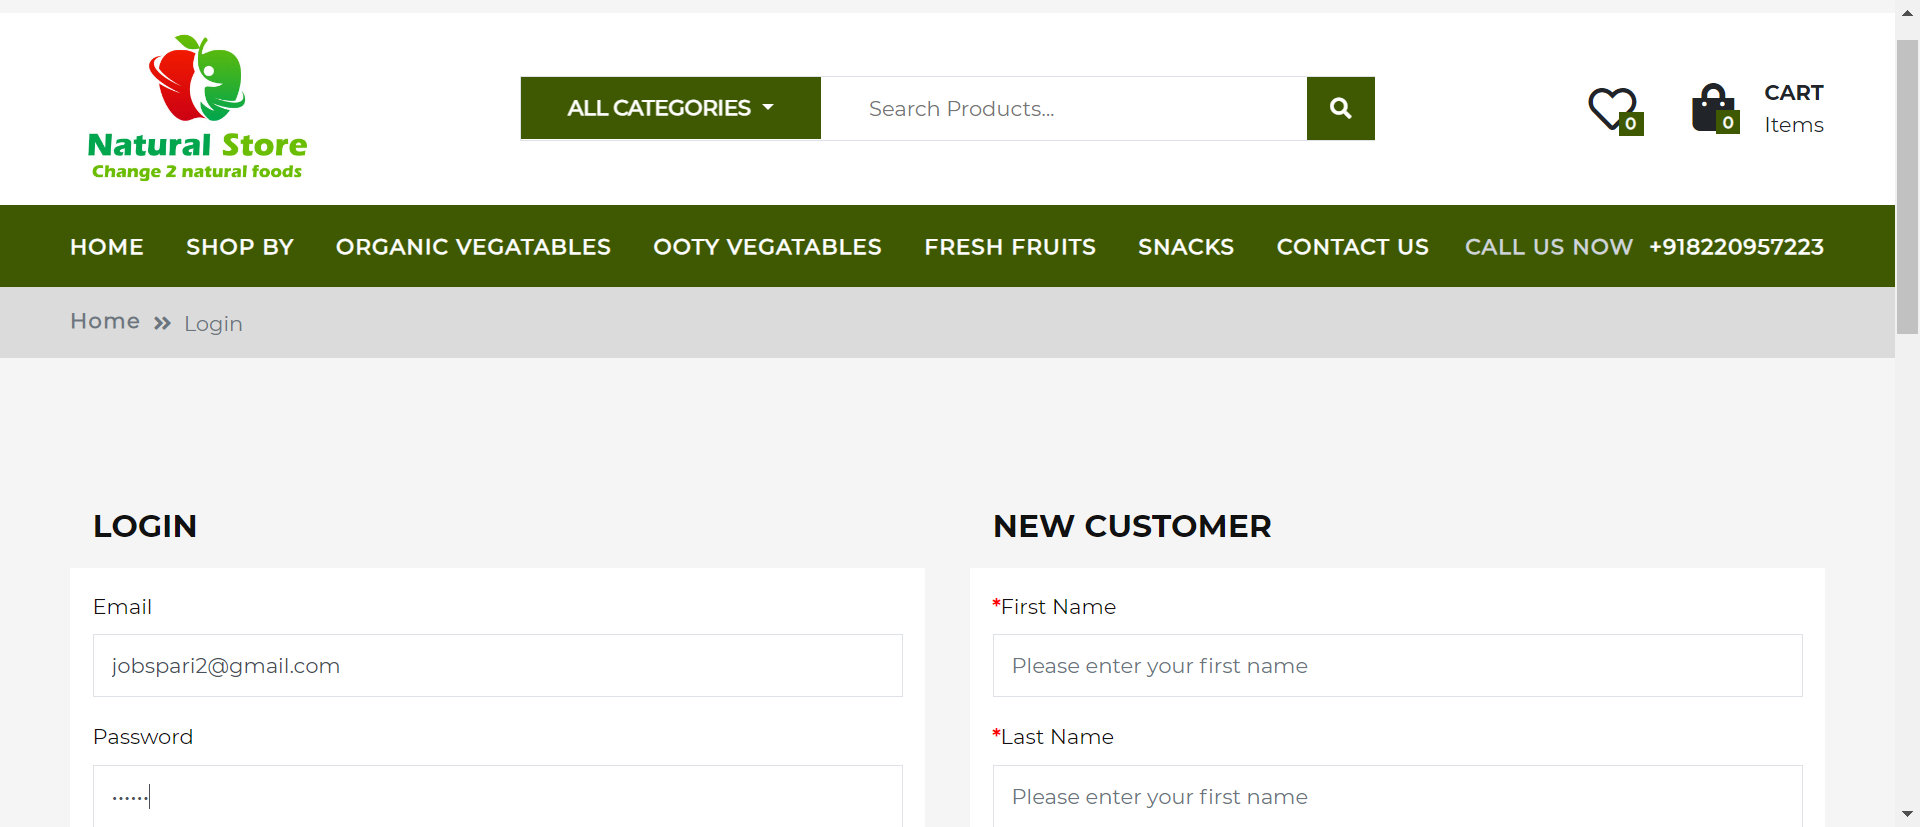 Natural Store
Change 2 natural foods
ALL CATEGORIES
Search Products...
0
0
CART
Items
HOME SHOP BY ORGANIC VEGATABLES OOTY VEGATABLES FRESH FRUITS SNACKS CONTACT US CALL US NOW +918220957223
Home » Login
LOGIN
Email
jobspari2@gmail.com
Password
······
NEW CUSTOMER
*First Name
Please enter your first name
*Last Name
Please enter your first name